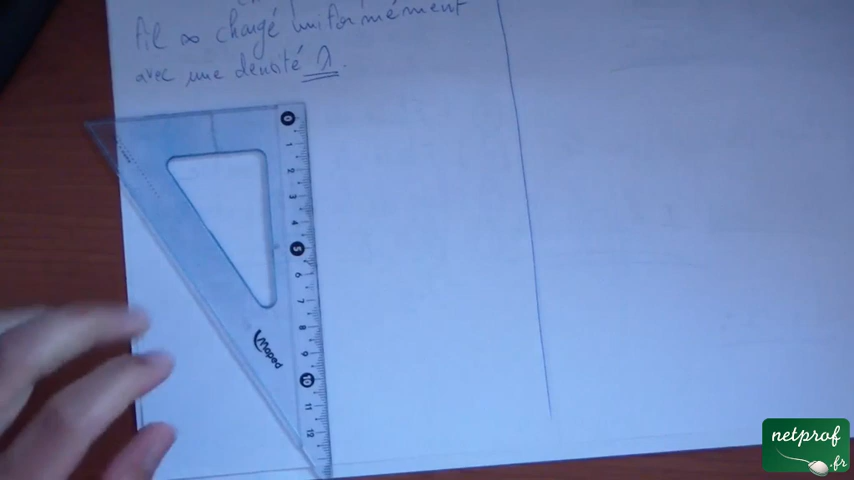 fil ∞ chargé uniformément
avec une densité λ.
0
1
2
3
4
5
6
7
8
9
10
11
12
Maped
netprof
.fr